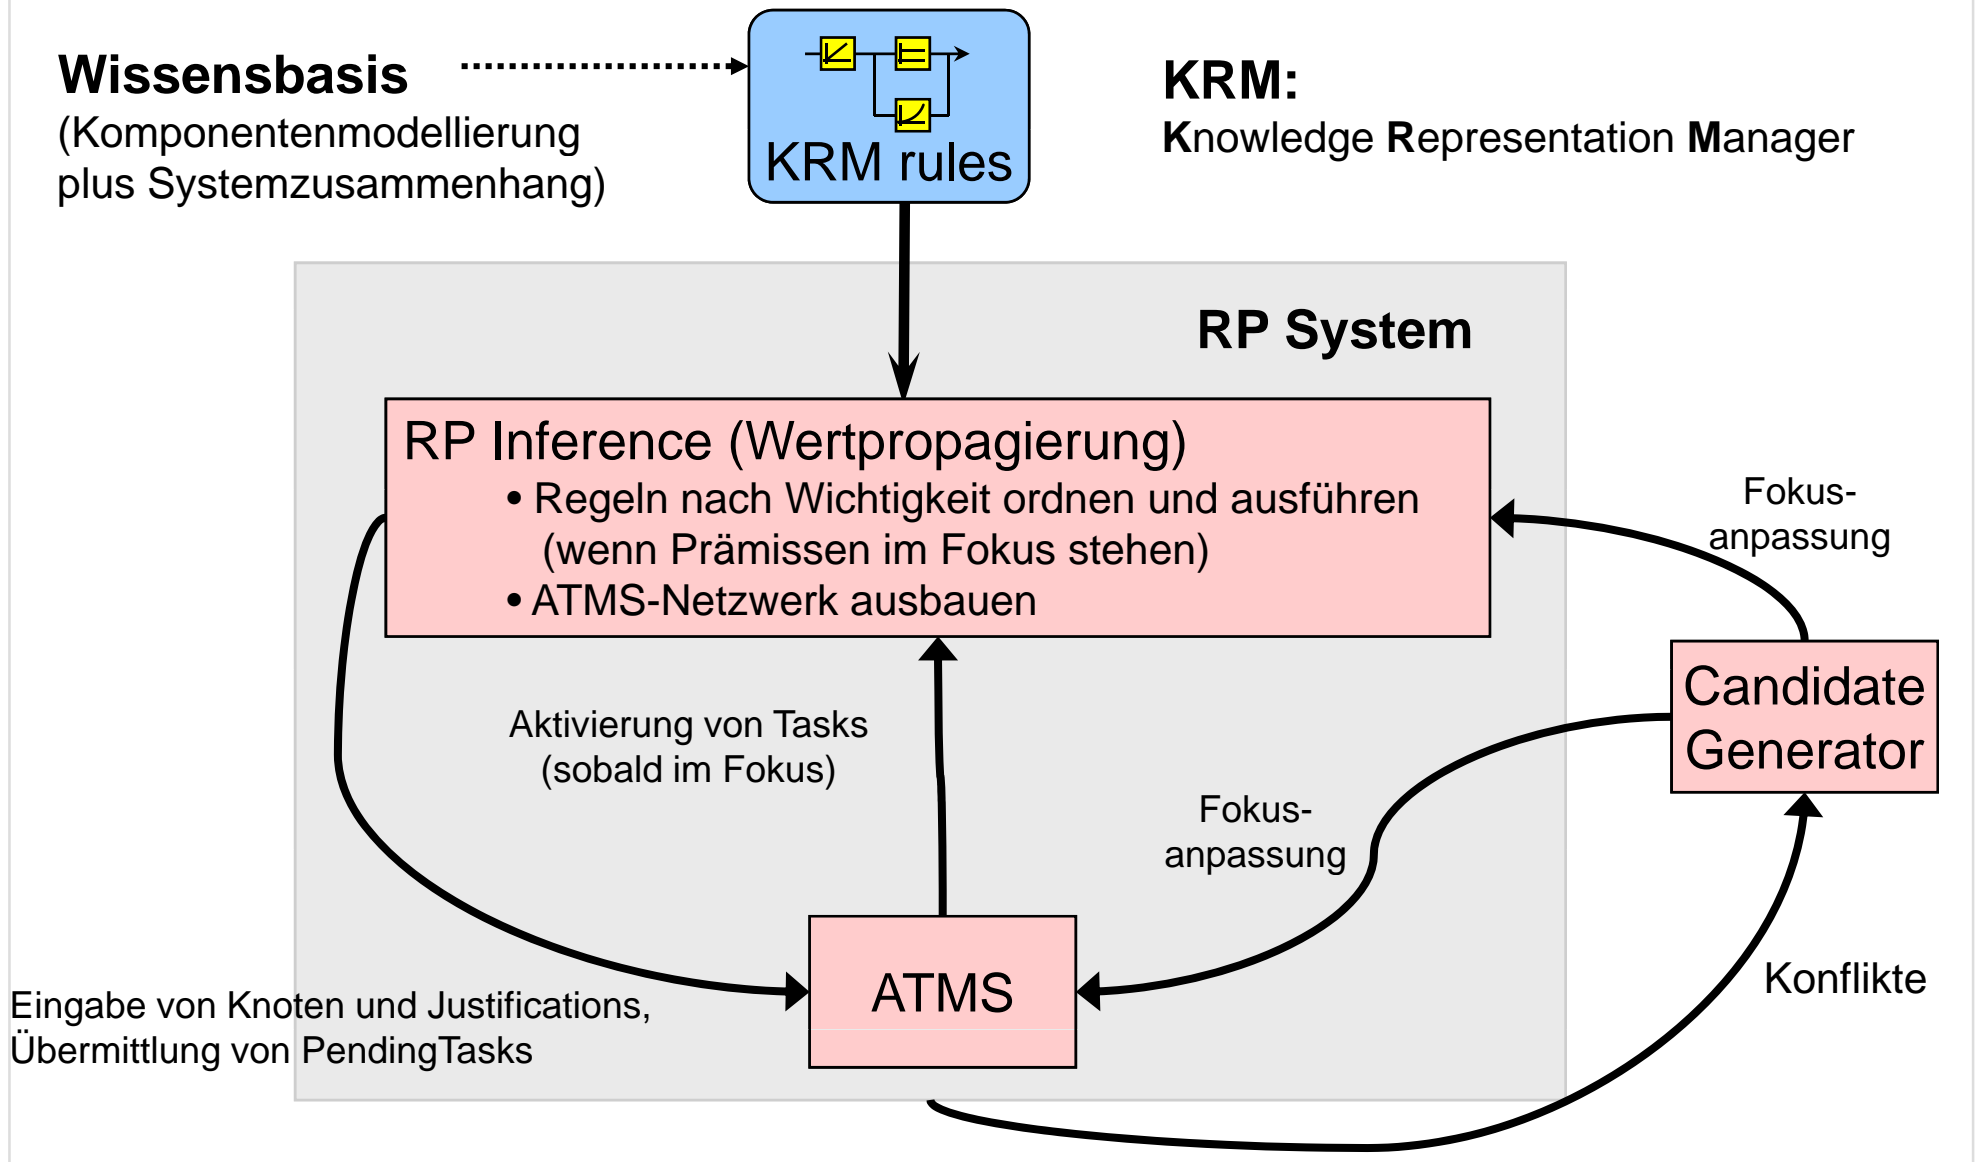 Wissensbasis
(Komponentenmodellierung
plus Systemzusammenhang)
KRM rules
KRM:
Knowledge Representation Manager
RP System
RP Inference (Wertpropagierung)
• Regeln nach Wichtigkeit ordnen und ausführen
(wenn Prämissen im Fokus stehen)
• ATMS-Netzwerk ausbauen
Fokus-
anpassung
Candidate
Generator
Aktivierung von Tasks
(sobald im Fokus)
Fokus-
anpassung
ATMS
Konflikte
Eingabe von Knoten und Justifications,
Übermittlung von PendingTasks